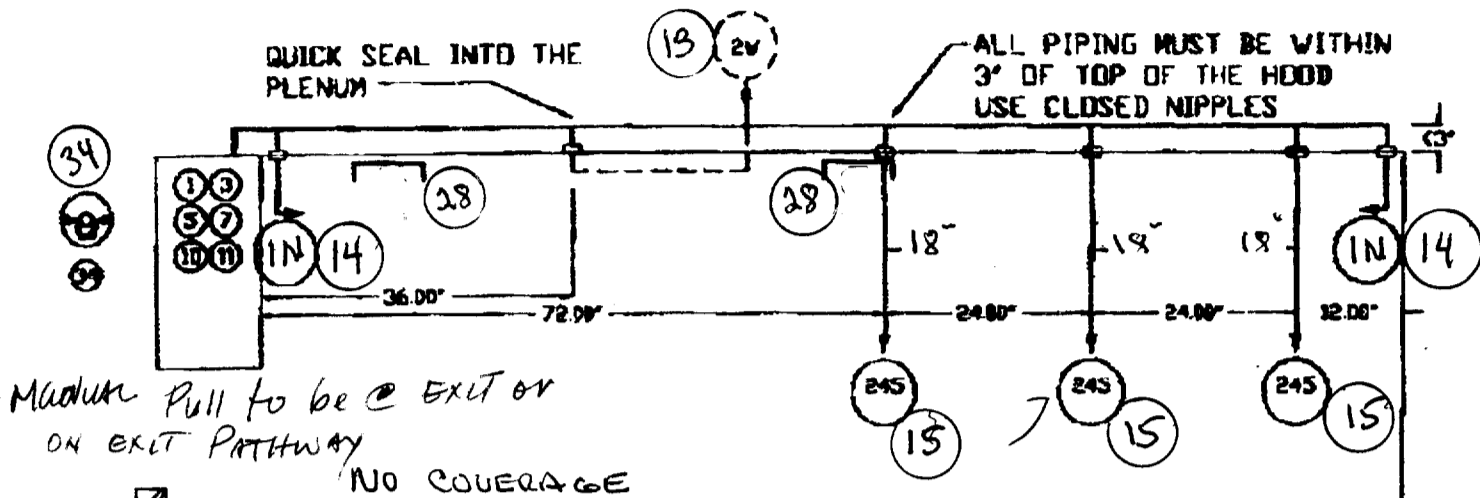 QUICK SEAL INTO THE
PLENUM
13 2W
ALL PIPING MUST BE WITHIN
3" OF TOP OF THE HOOD
USE CLOSED NIPPLES
<3"
34
1 3
5 7
10 11
28
28
1N 14
18"
18"
18"
1N 14
36.00"
72.00"
24.00"
24.00"
12.00"
245
245
245
15
15
15
Manual Pull to be @ EXIT or
ON EXIT PATHWAY
NO COVERAGE